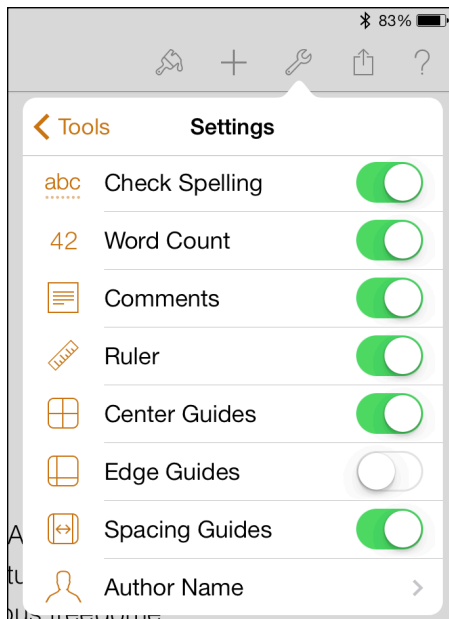 83%
?
Tools
Settings
abc
Check Spelling
42
Word Count
Comments
Ruler
Center Guides
Edge Guides
Spacing Guides
Author Name